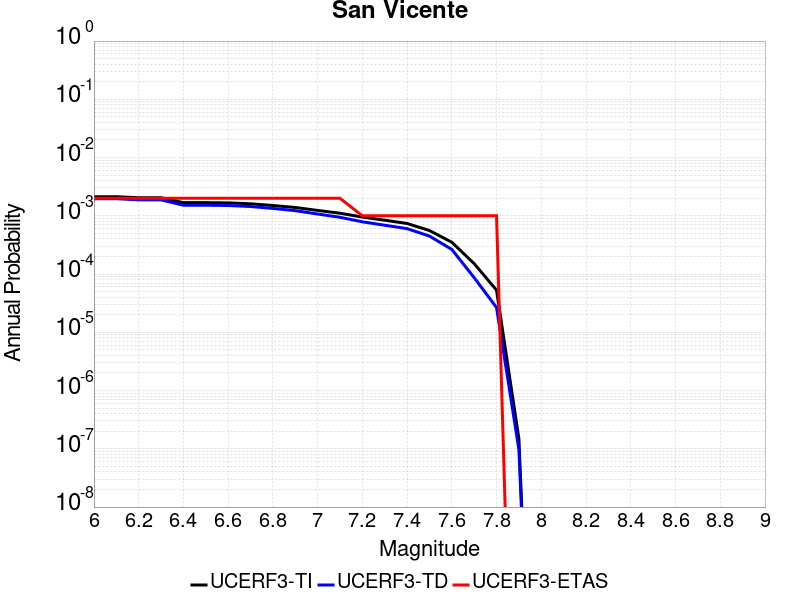 San Vicente
10^0
10^-1
10^-2
10^-3
10^-4
10^-5
10^-6
10^-7
10^-8
Annual Probability
6 6.2 6.4 6.6 6.8 7 7.2 7.4 7.6 7.8 8 8.2 8.4 8.6 8.8 9
Magnitude
UCERF3-TI UCERF3-TD UCERF3-ETAS